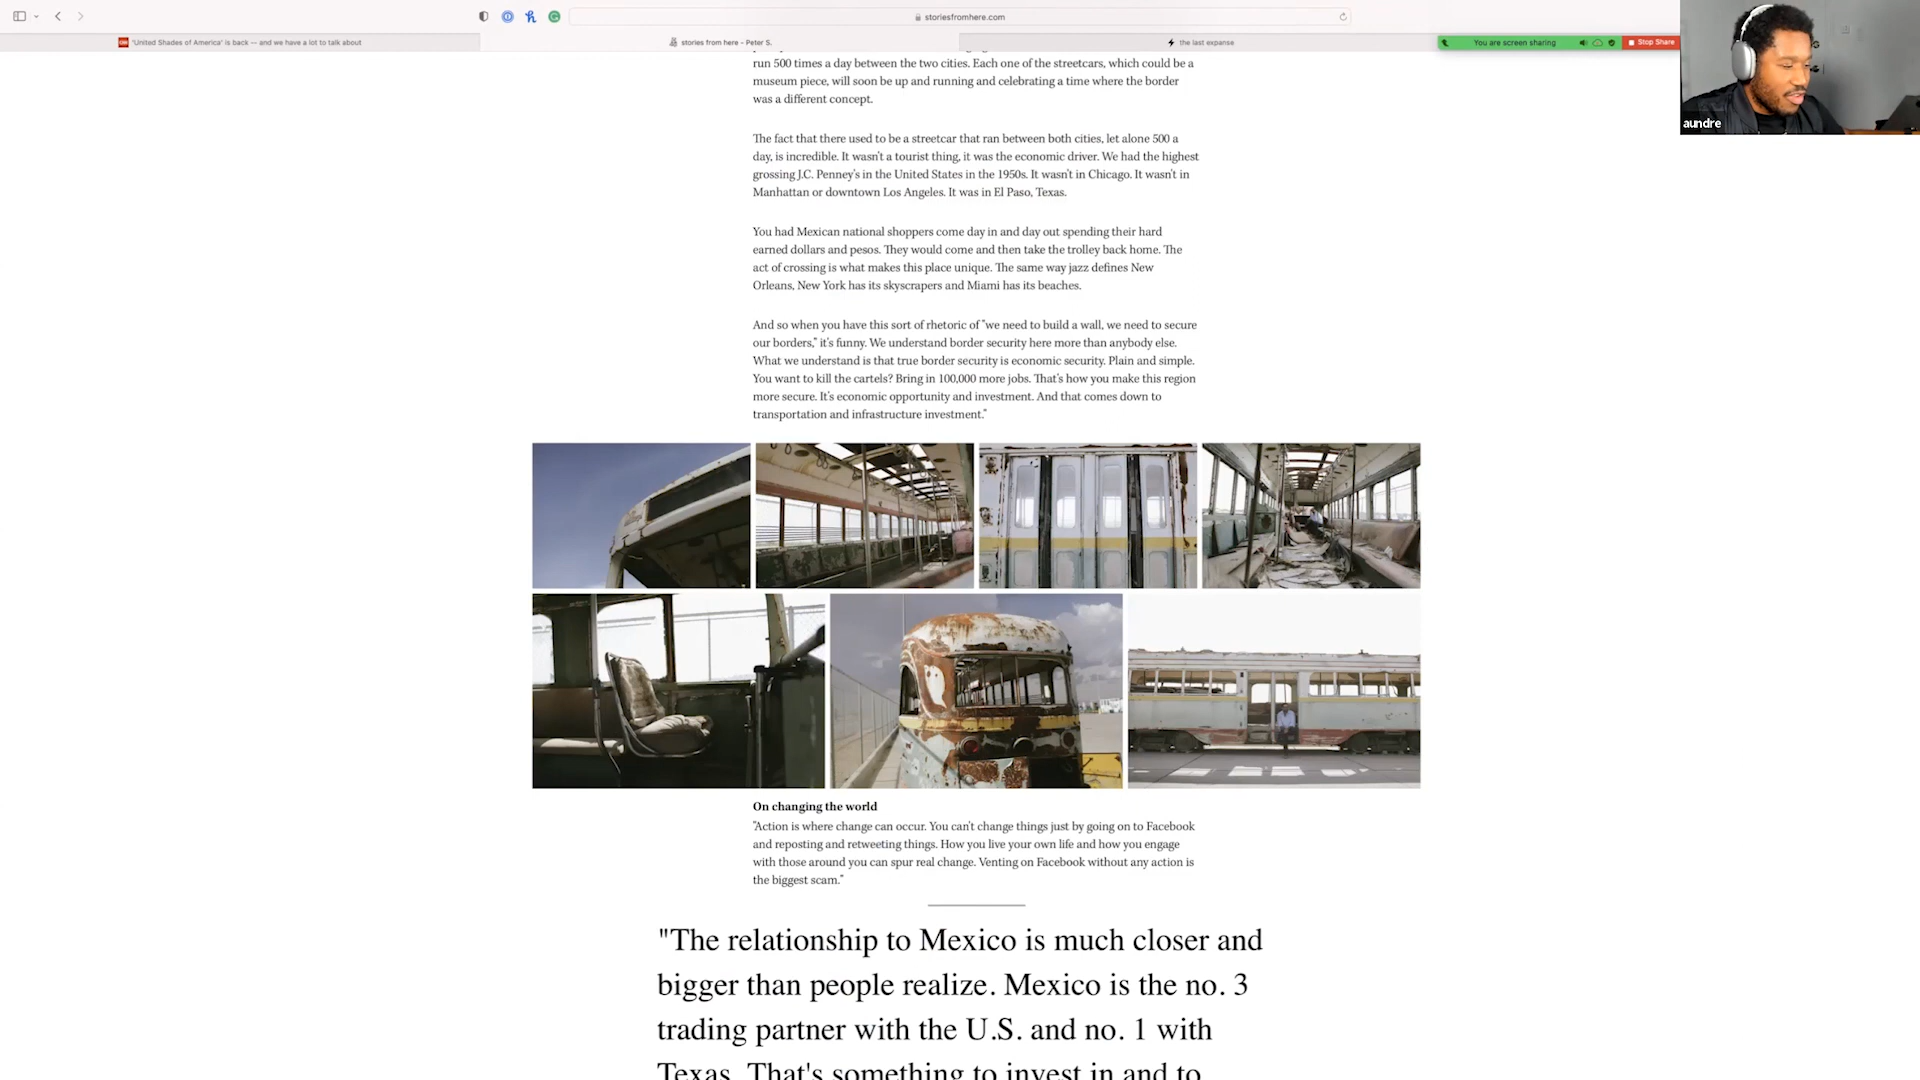 storiesfromhere.com
'United Shades of America' is back -- and we have a lot to talk about
stories from here - Peter S.
the last expanse
You are screen sharing
Stop Share
aundre
run 500 times a day between the two cities. Each one of the streetcars, which could be a
museum piece, will soon be up and running and celebrating a time where the border
was a different concept.
The fact that there used to be a streetcar that ran between both cities, let alone 500 a
day, is incredible. It wasn't a tourist thing, it was the economic driver. We had the highest
grossing J.C. Penney's in the United States in the 1950s. It wasn't in Chicago. It wasn't in
Manhattan or downtown Los Angeles. It was in El Paso, Texas.
You had Mexican national shoppers come day in and day out spending their hard
earned dollars and pesos. They would come and then take the trolley back home. The
act of crossing is what makes this place unique. The same way jazz defines New
Orleans, New York has its skyscrapers and Miami has its beaches.
And so when you have this sort of rhetoric of "we need to build a wall, we need to secure
our borders," it's funny. We understand border security here more than anybody else.
What we understand is that true border security is economic security. Plain and simple.
You want to kill the cartels? Bring in 100,000 more jobs. That's how you make this region
more secure. It's economic opportunity and investment. And that comes down to
transportation and infrastructure investment."
On changing the world
"Action is where change can occur. You can't change things just by going on to Facebook
and reposting and retweeting things. How you live your own life and how you engage
with those around you can spur real change. Venting on Facebook without any action is
the biggest scam."
"The relationship to Mexico is much closer and
bigger than people realize. Mexico is the no. 3
trading partner with the U.S. and no. 1 with
Texas. That's something to invest in and to